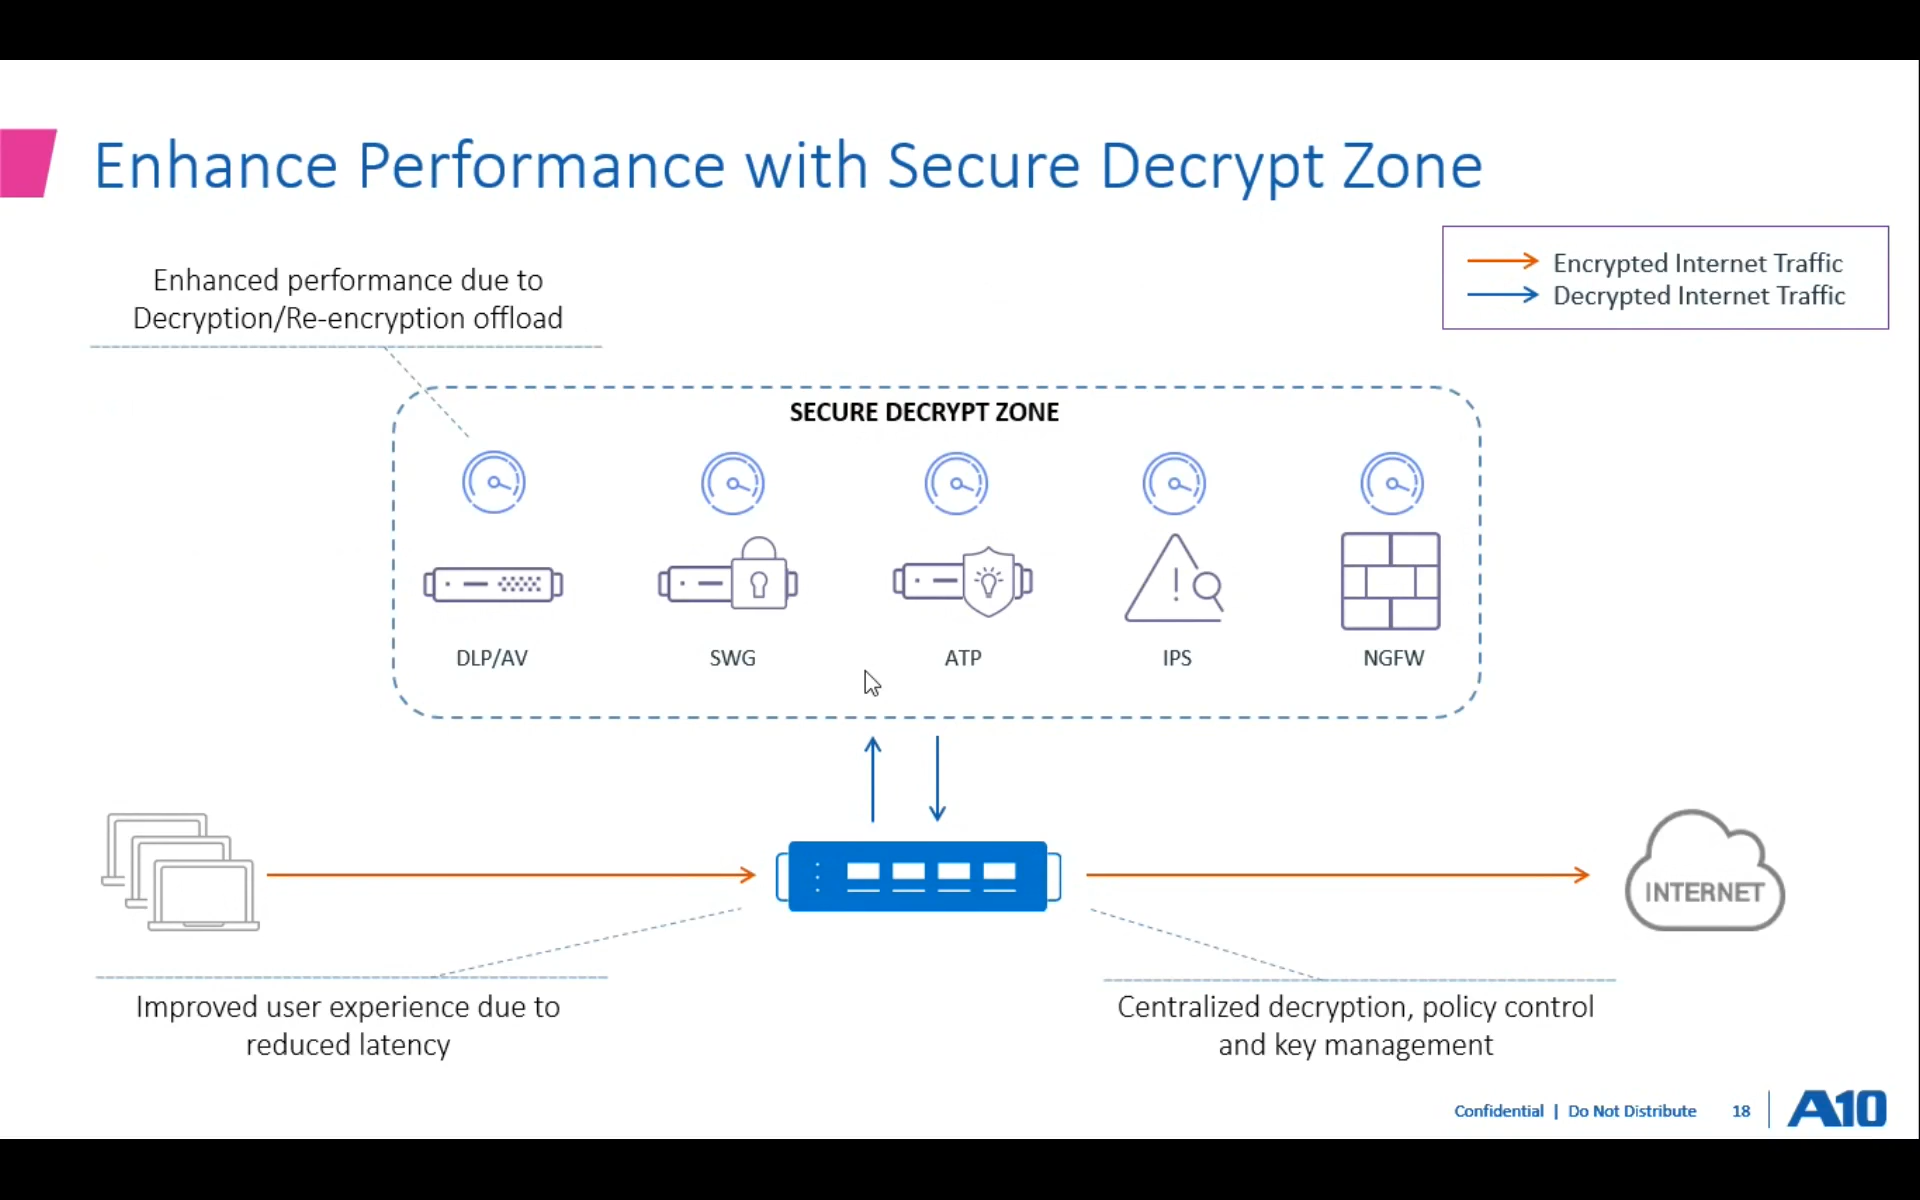 Enhance Performance with Secure Decrypt Zone
Encrypted Internet Traffic
Decrypted Internet Traffic
Enhanced performance due to
Decryption/Re-encryption offload
SECURE DECRYPT ZONE
DLP/AV
SWG
ATP
IPS
NGFW
INTERNET
Improved user experience due to
reduced latency
Centralized decryption, policy control
and key management
Confidential | Do Not Distribute 18 A10